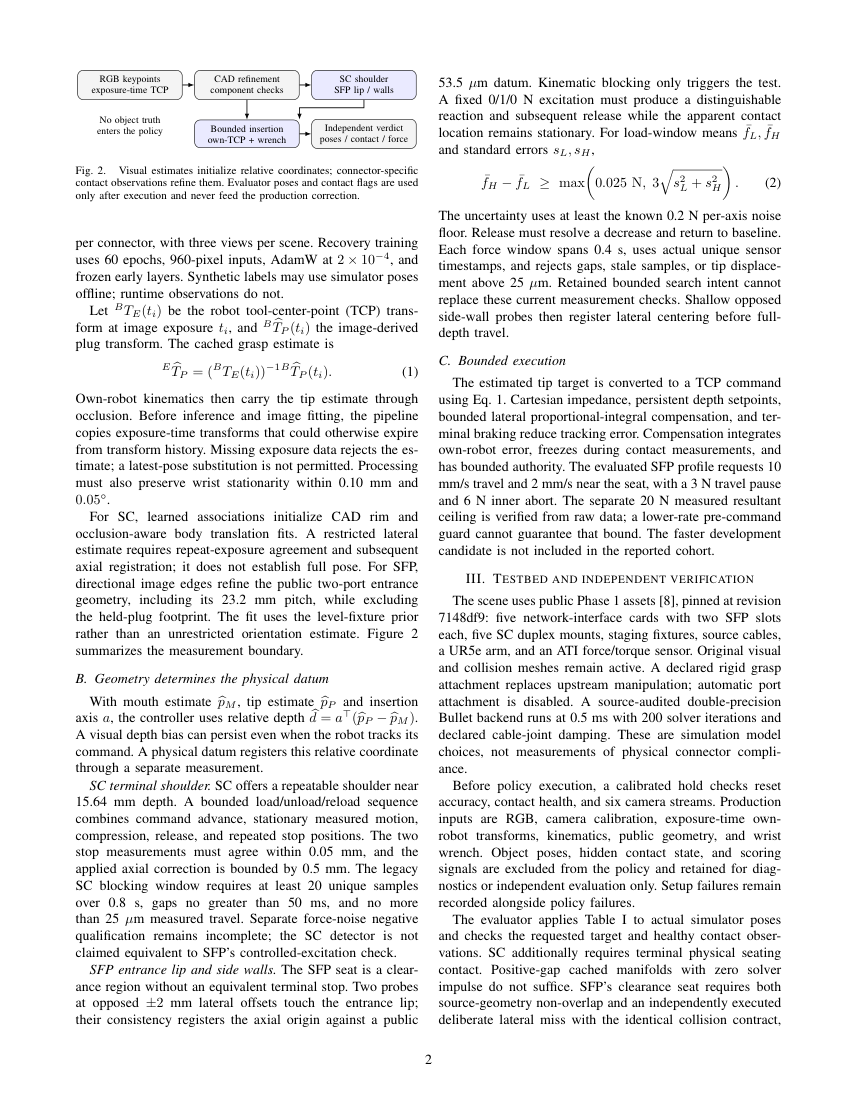 RGB keypoints
exposure-time TCP
CAD refinement
component checks
SC shoulder
SFP lip / walls
No object truth
enters the policy
Bounded insertion
own-TCP + wrench
Independent verdict
poses / contact / force
Fig. 2. Visual estimates initialize relative coordinates; connector-specific
contact observations refine them. Evaluator poses and contact flags are used
only after execution and never feed the production correction.
per connector, with three views per scene. Recovery training
uses 60 epochs, 960-pixel inputs, AdamW at 2 × 10⁻⁴, and
frozen early layers. Synthetic labels may use simulator poses
offline; runtime observations do not.
Let ᴮT_E(t_i) be the robot tool-center-point (TCP) trans-
form at image exposure t_i, and ᴮT̂_P(t_i) the image-derived
plug transform. The cached grasp estimate is
ᴱT̂_P = (ᴮT_E(t_i))⁻¹ ᴮT̂_P(t_i). (1)
Own-robot kinematics then carry the tip estimate through
occlusion. Before inference and image fitting, the pipeline
copies exposure-time transforms that could otherwise expire
from transform history. Missing exposure data rejects the es-
timate; a latest-pose substitution is not permitted. Processing
must also preserve wrist stationarity within 0.10 mm and
0.05°.
For SC, learned associations initialize CAD rim and
occlusion-aware body translation fits. A restricted lateral
estimate requires repeat-exposure agreement and subsequent
axial registration; it does not establish full pose. For SFP,
directional image edges refine the public two-port entrance
geometry, including its 23.2 mm pitch, while excluding
the held-plug footprint. The fit uses the level-fixture prior
rather than an unrestricted orientation estimate. Figure 2
summarizes the measurement boundary.
B. Geometry determines the physical datum
With mouth estimate p̂_M, tip estimate p̂_P and insertion
axis a, the controller uses relative depth d̂ = a⊤(p̂_P − p̂_M).
A visual depth bias can persist even when the robot tracks its
command. A physical datum registers this relative coordinate
through a separate measurement.
SC terminal shoulder. SC offers a repeatable shoulder near
15.64 mm depth. A bounded load/unload/reload sequence
combines command advance, stationary measured motion,
compression, release, and repeated stop positions. The two
stop measurements must agree within 0.05 mm, and the
applied axial correction is bounded by 0.5 mm. The legacy
SC blocking window requires at least 20 unique samples
over 0.8 s, gaps no greater than 50 ms, and no more
than 25 μm measured travel. Separate force-noise negative
qualification remains incomplete; the SC detector is not
claimed equivalent to SFP's controlled-excitation check.
SFP entrance lip and side walls. The SFP seat is a clear-
ance region without an equivalent terminal stop. Two probes
at opposed ±2 mm lateral offsets touch the entrance lip;
their consistency registers the axial origin against a public
53.5 μm datum. Kinematic blocking only triggers the test.
A fixed 0/1/0 N excitation must produce a distinguishable
reaction and subsequent release while the apparent contact
location remains stationary. For load-window means f̄_L, f̄_H
and standard errors s_L, s_H,
f̄_H − f̄_L ≥ max(0.025 N, 3√(s_L² + s_H²)). (2)
The uncertainty uses at least the known 0.2 N per-axis noise
floor. Release must resolve a decrease and return to baseline.
Each force window spans 0.4 s, uses actual unique sensor
timestamps, and rejects gaps, stale samples, or tip displace-
ment above 25 μm. Retained bounded search intent cannot
replace these current measurement checks. Shallow opposed
side-wall probes then register lateral centering before full-
depth travel.
C. Bounded execution
The estimated tip target is converted to a TCP command
using Eq. 1. Cartesian impedance, persistent depth setpoints,
bounded lateral proportional-integral compensation, and ter-
minal braking reduce tracking error. Compensation integrates
own-robot error, freezes during contact measurements, and
has bounded authority. The evaluated SFP profile requests 10
mm/s travel and 2 mm/s near the seat, with a 3 N travel pause
and 6 N inner abort. The separate 20 N measured resultant
ceiling is verified from raw data; a lower-rate pre-command
guard cannot guarantee that bound. The faster development
candidate is not included in the reported cohort.
III. TESTBED AND INDEPENDENT VERIFICATION
The scene uses public Phase 1 assets [8], pinned at revision
7148df9: five network-interface cards with two SFP slots
each, five SC duplex mounts, staging fixtures, source cables,
a UR5e arm, and an ATI force/torque sensor. Original visual
and collision meshes remain active. A declared rigid grasp
attachment replaces upstream manipulation; automatic port
attachment is disabled. A source-audited double-precision
Bullet backend runs at 0.5 ms with 200 solver iterations and
declared cable-joint damping. These are simulation model
choices, not measurements of physical connector compli-
ance.
Before policy execution, a calibrated hold checks reset
accuracy, contact health, and six camera streams. Production
inputs are RGB, camera calibration, exposure-time own-
robot transforms, kinematics, public geometry, and wrist
wrench. Object poses, hidden contact state, and scoring
signals are excluded from the policy and retained for diag-
nostics or independent evaluation only. Setup failures remain
recorded alongside policy failures.
The evaluator applies Table I to actual simulator poses
and checks the requested target and healthy contact obser-
vations. SC additionally requires terminal physical seating
contact. Positive-gap cached manifolds with zero solver
impulse do not suffice. SFP's clearance seat requires both
source-geometry non-overlap and an independently executed
deliberate lateral miss with the identical collision contract,
2